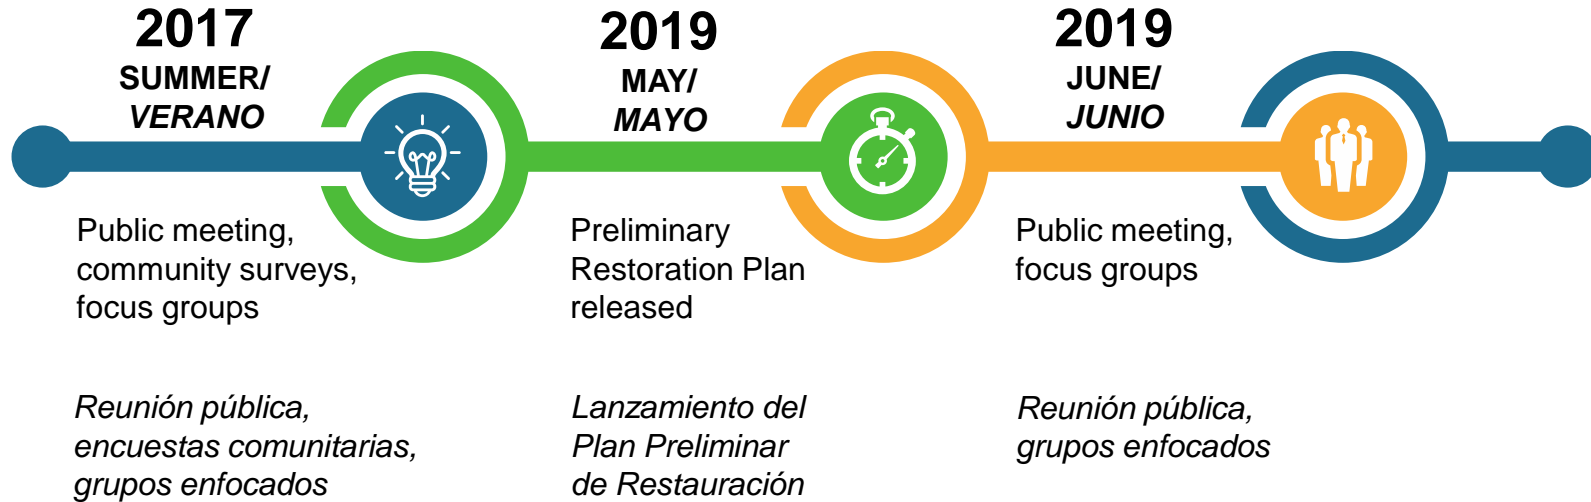 2017
SUMMER/
VERANO
Public meeting,
community surveys,
focus groups
Reunión pública,
encuestas comunitarias,
grupos enfocados
2019
MAY/
MAYO
Preliminary
Restoration Plan
released
Lanzamiento del
Plan Preliminar
de Restauración
2019
JUNE/
JUNIO
Public meeting,
focus groups
Reunión pública,
grupos enfocados